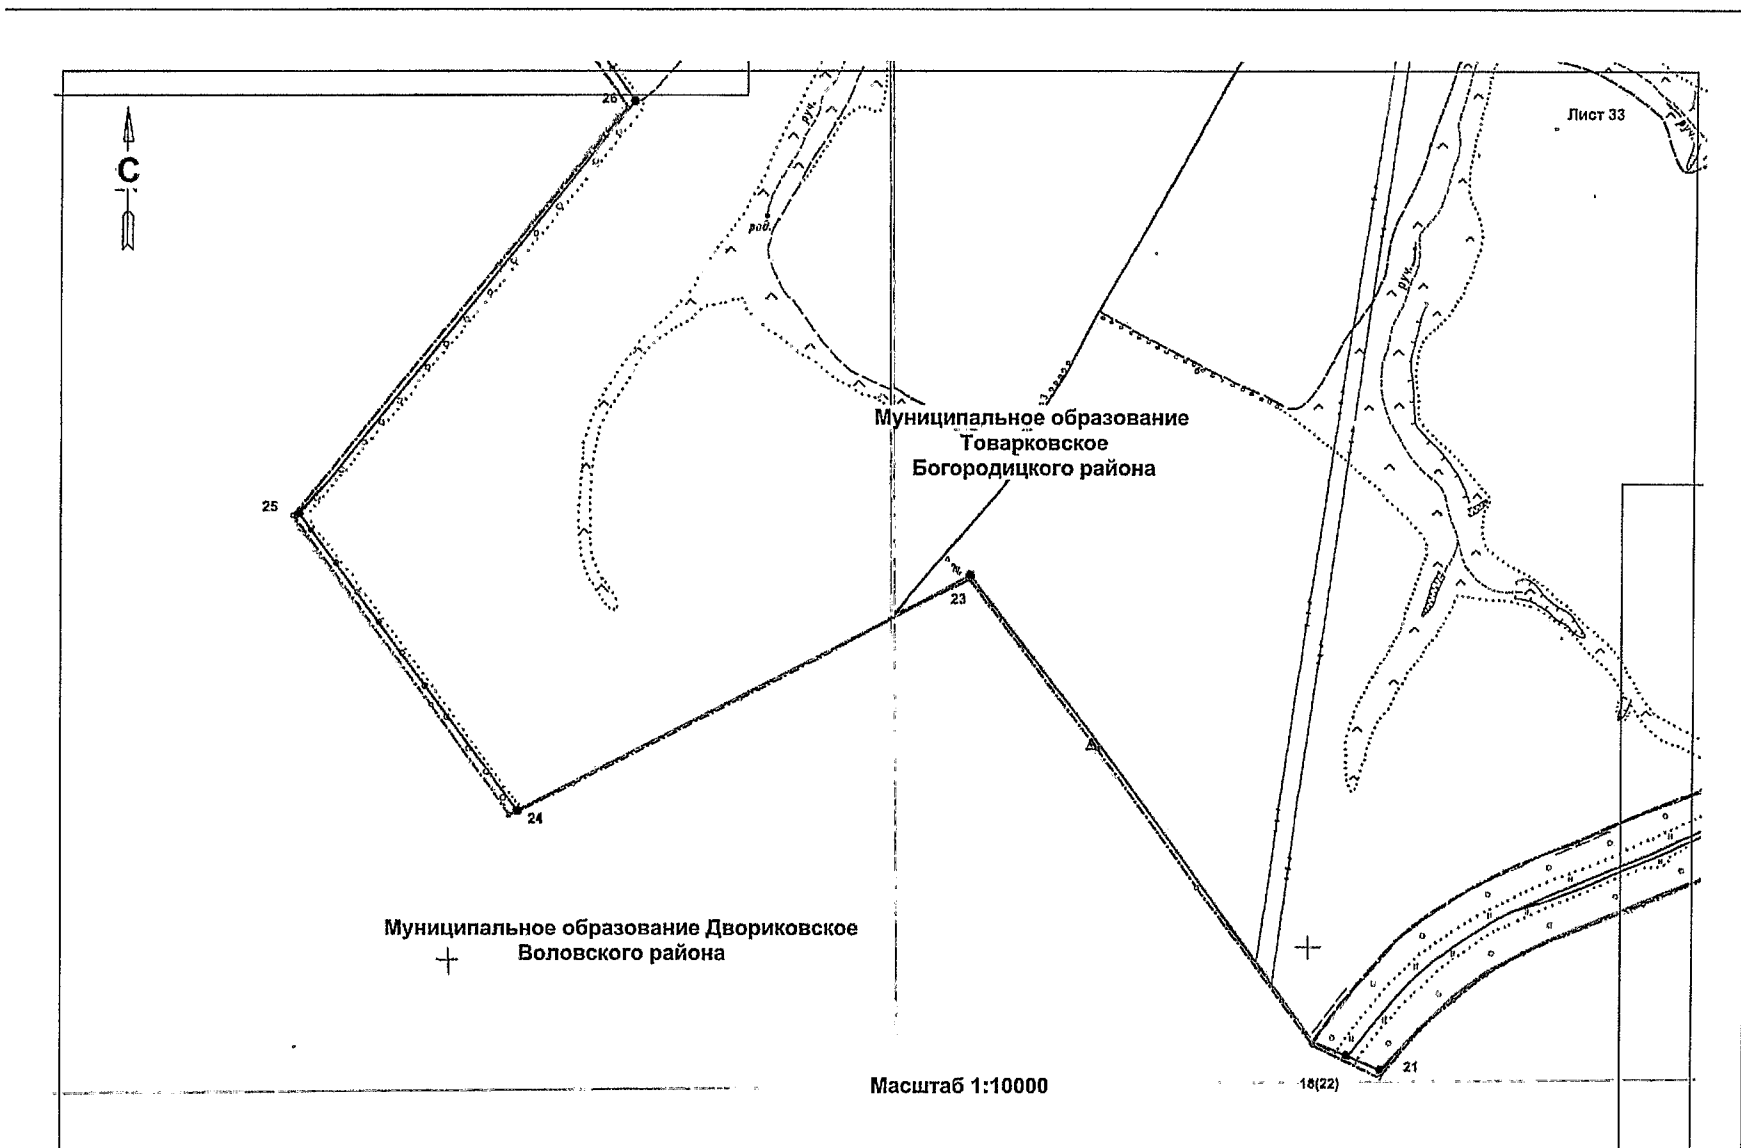 26
Лист 33
руч.
руч.
С
род.
руч.
Муниципальное образование
Товарковское
Богородицкого района
25
23
24
Муниципальное образование Двориковское
Воловского района
21
Масштаб 1:10000
18(22)